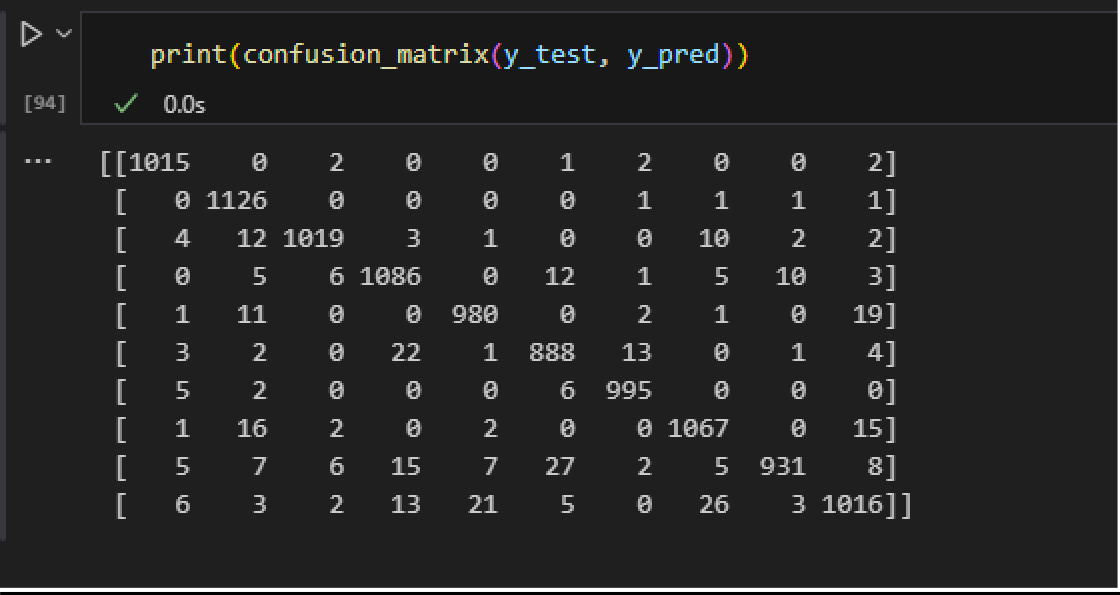 print(confusion_matrix(y_test, y_pred))
[94] 0.0s
... [[1015 0 2 0 0 1 2 0 0 2]
[ 0 1126 0 0 0 0 1 1 1 1]
[ 4 12 1019 3 1 0 0 10 2 2]
[ 0 5 6 1086 0 12 1 5 10 3]
[ 1 11 0 0 980 0 2 1 0 19]
[ 3 2 0 22 1 888 13 0 1 4]
[ 5 2 0 0 0 6 995 0 0 0]
[ 1 16 2 0 2 0 0 1067 0 15]
[ 5 7 6 15 7 27 2 5 931 8]
[ 6 3 2 13 21 5 0 26 3 1016]]